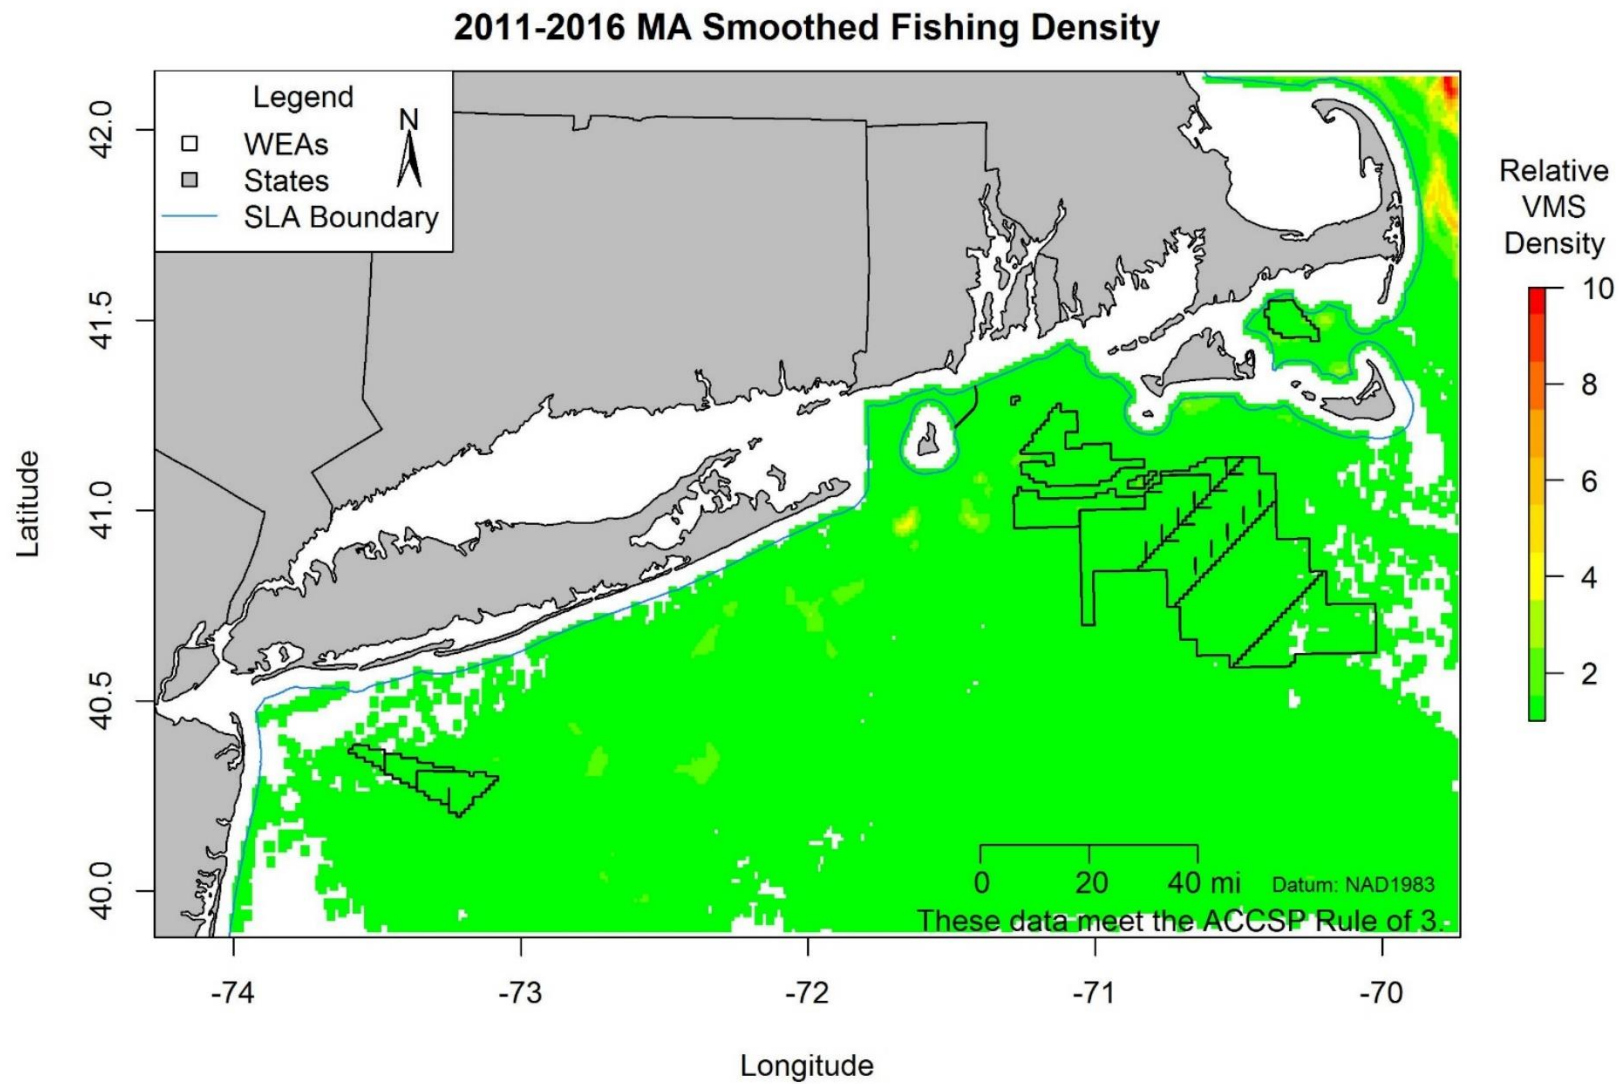 2011-2016 MA Smoothed Fishing Density
Legend
WEAs
States
SLA Boundary
N
Latitude
42.0
41.5
41.0
40.5
40.0
Relative
VMS
Density
10
8
6
4
2
0 20 40 mi
Datum: NAD1983
These data meet the ACCSP Rule of 3.
-74 -73 -72 -71 -70
Longitude